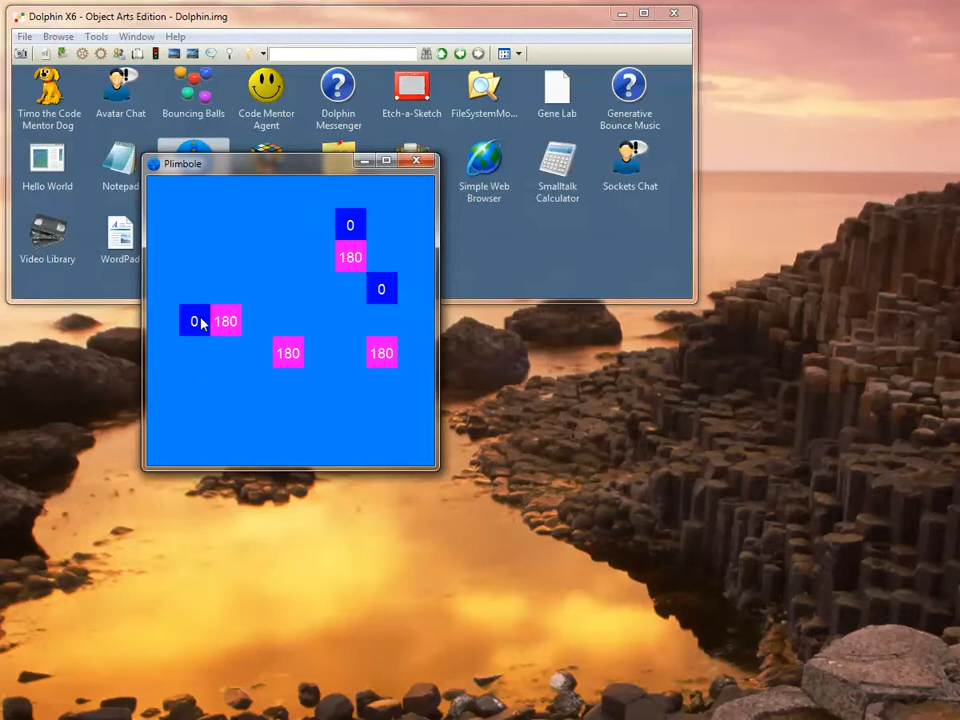 Dolphin X6 - Object Arts Edition - Dolphin.img
File Browse Tools Window Help
Timo the Code Mentor Dog
Avatar Chat
Bouncing Balls
Code Mentor Agent
Dolphin Messenger
Etch-a-Sketch
FileSystemMo...
Gene Lab
Generative Bounce Music
Hello World
Notepad
Simple Web Browser
Smalltalk Calculator
Sockets Chat
Video Library
WordPad
Plimbole
0
180
0
0 180
180 180